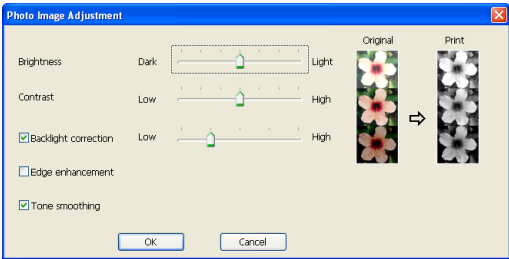 Photo Image Adjustment
Original Print
Brightness Dark Light
Contrast Low High
Backlight correction Low High
Edge enhancement
Tone smoothing
OK Cancel